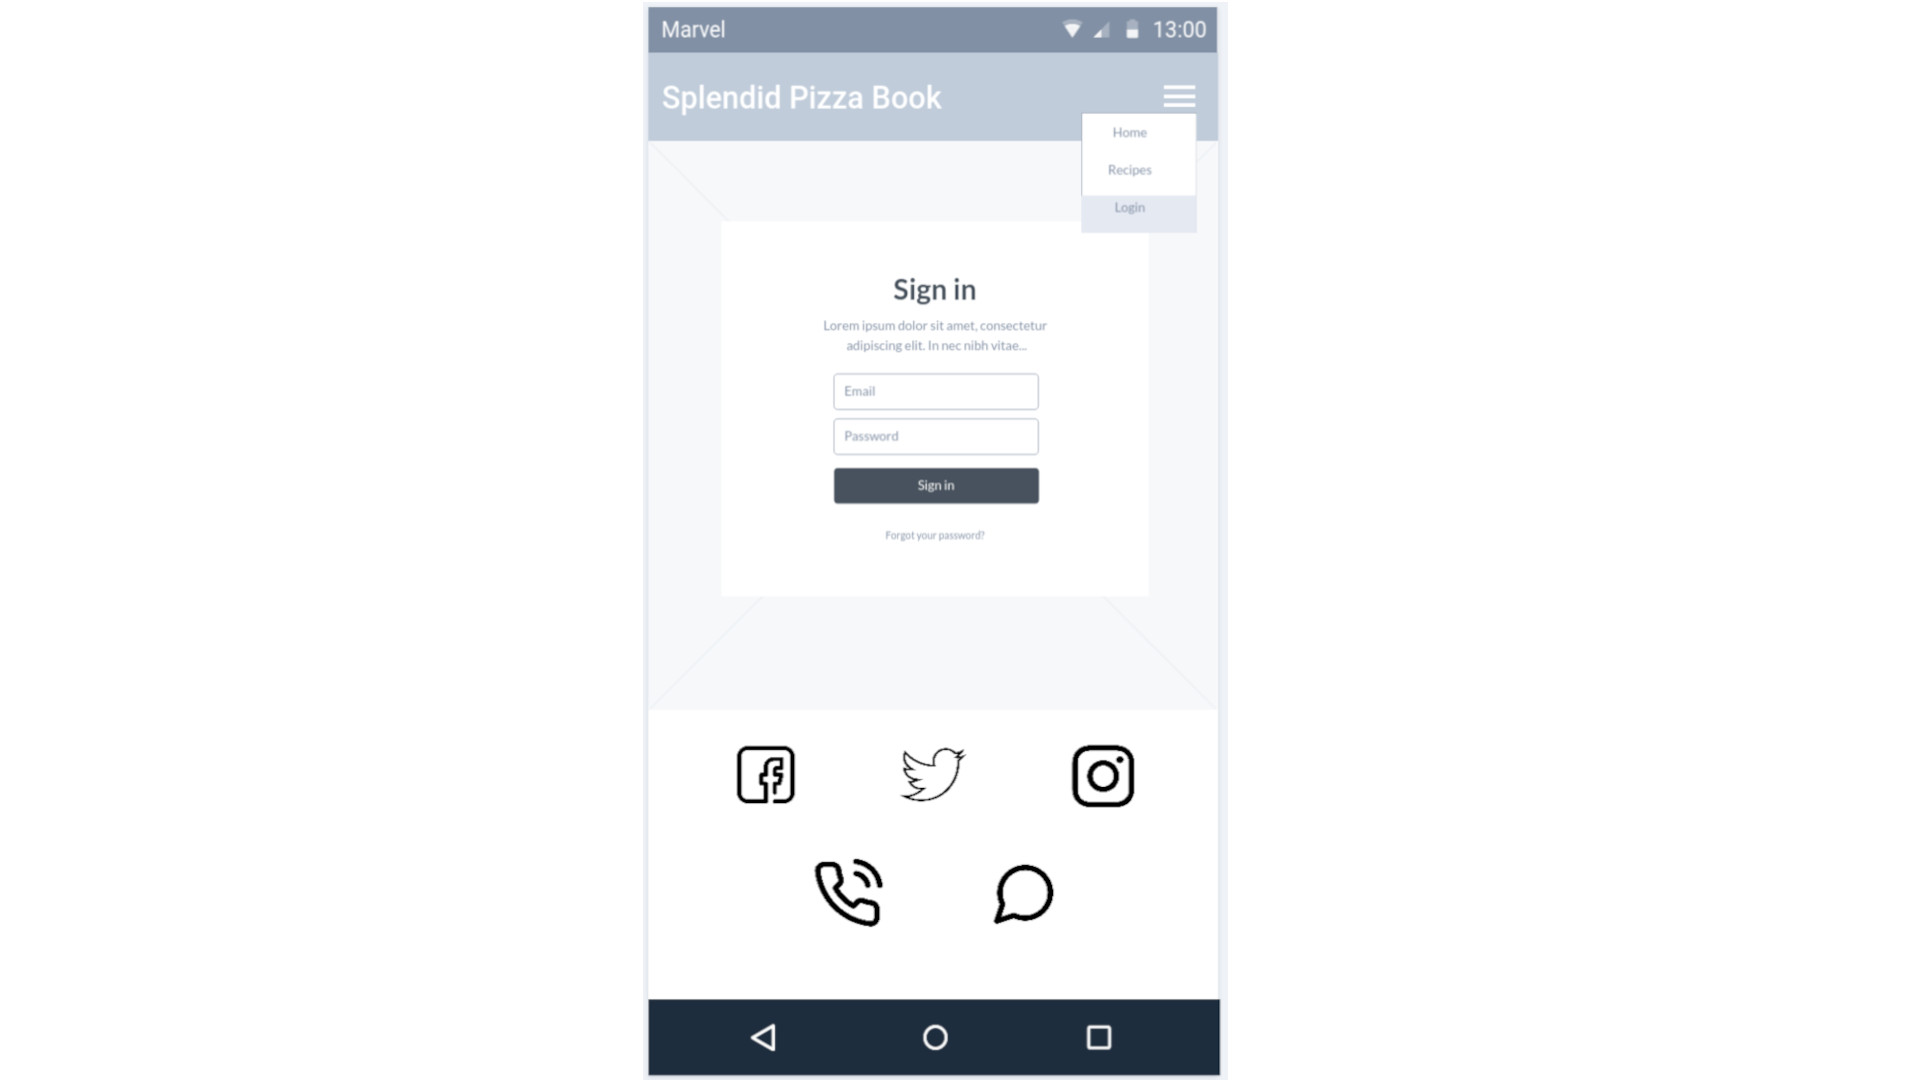 Marvel
13:00
Splendid Pizza Book
Home
Recipes
Login
Sign in
Lorem ipsum dolor sit amet, consectetur
adipiscing elit. In nec nibh vitae...
Email
Password
Sign in
Forgot your password?